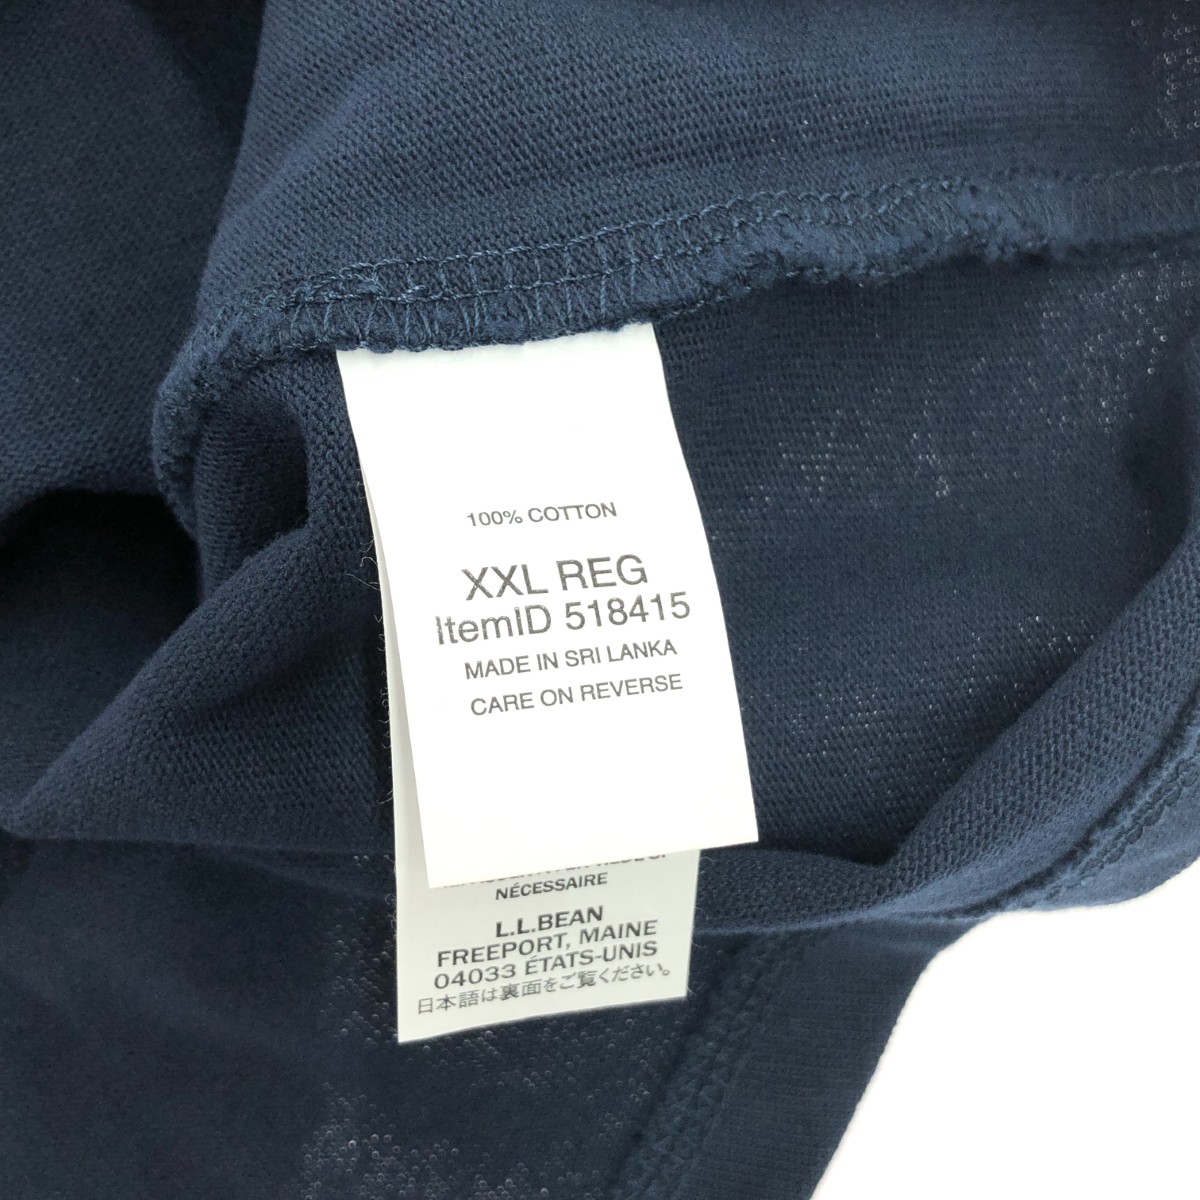 100% COTTON
XXL REG
ItemID 518415
MADE IN SRI LANKA
CARE ON REVERSE
NÉCESSAIRE
L.L.BEAN
FREEPORT, MAINE
04033 ÉTATS-UNIS
日本語は裏面をご覧ください。